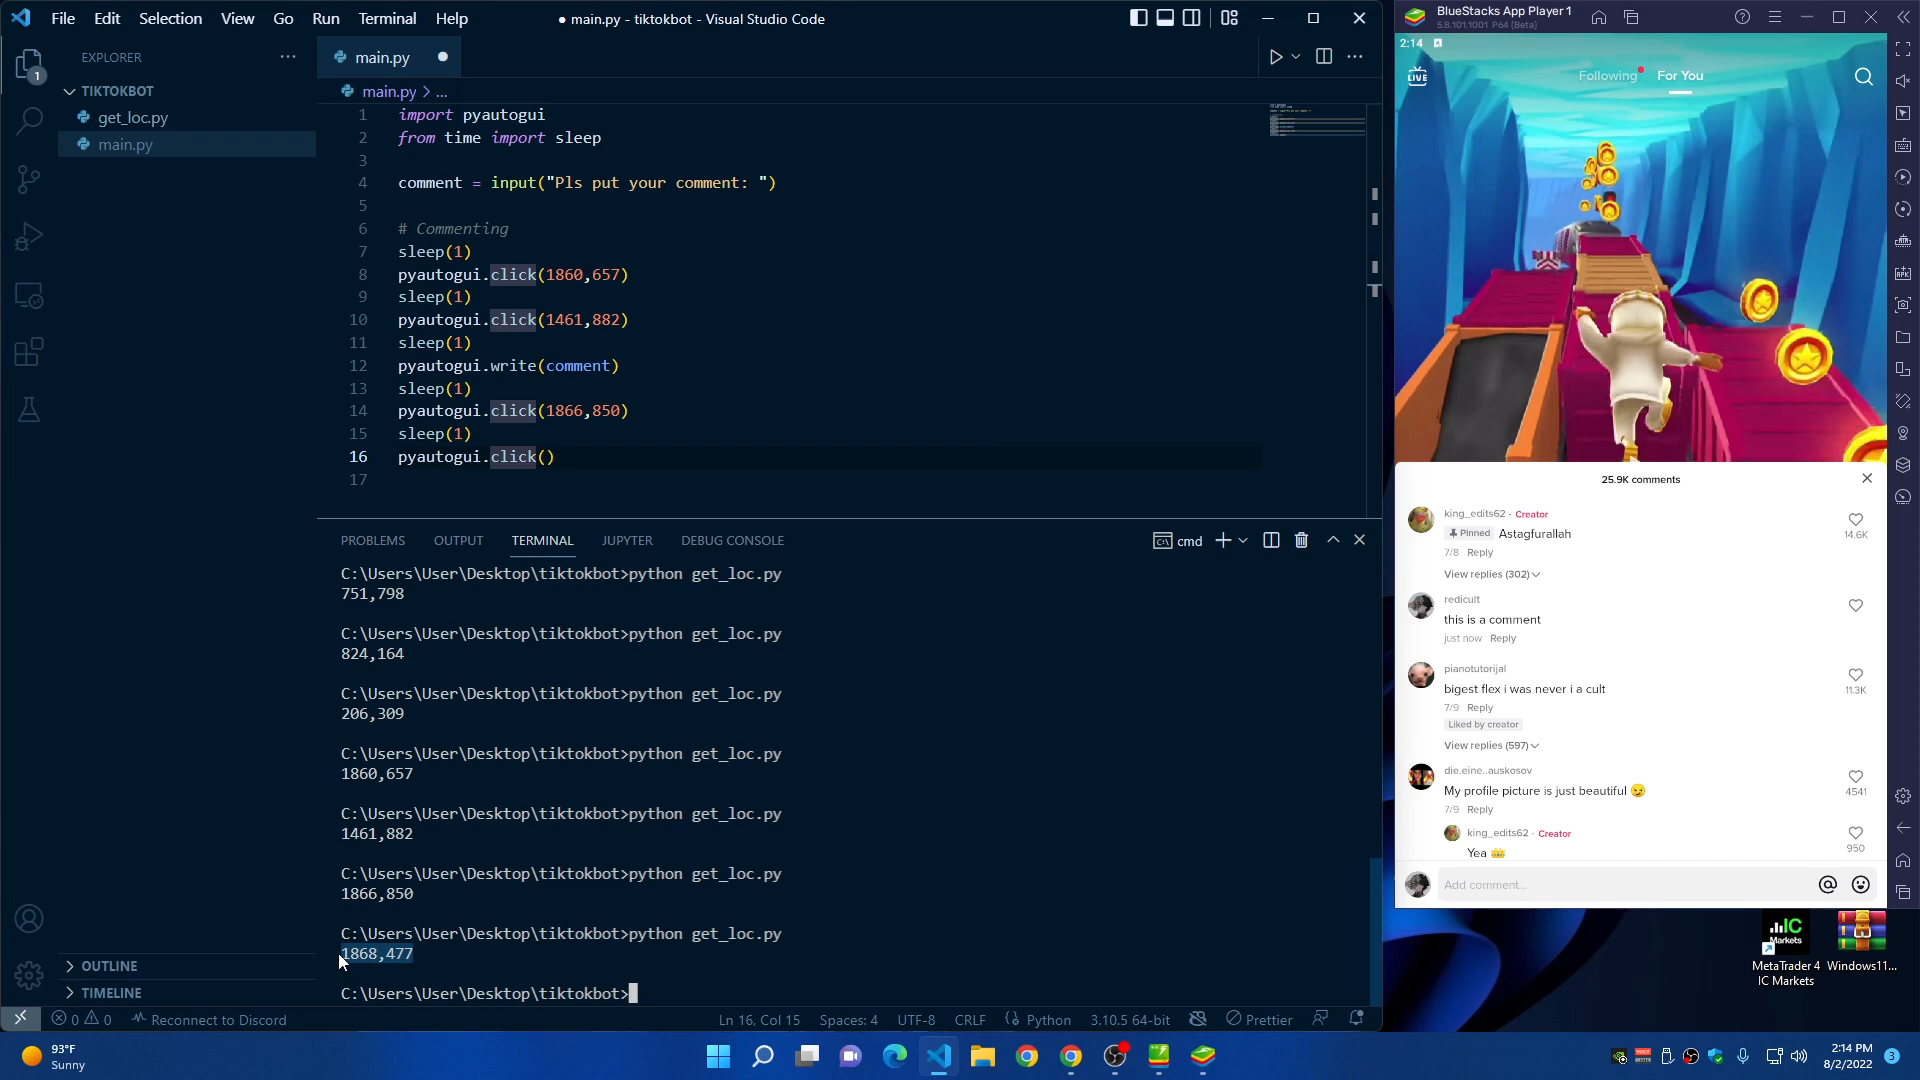 File Edit Selection View Go Run Terminal Help
● main.py - tiktokbot - Visual Studio Code
EXPLORER
TIKTOKBOT
get_loc.py
main.py
1
main.py
main.py > ...
1 import pyautogui
2 from time import sleep
3
4 comment = input("Pls put your comment: ")
5
6 # Commenting
7 sleep(1)
8 pyautogui.click(1860,657)
9 sleep(1)
10 pyautogui.click(1461,882)
11 sleep(1)
12 pyautogui.write(comment)
13 sleep(1)
14 pyautogui.click(1866,850)
15 sleep(1)
16 pyautogui.click()
17
PROBLEMS OUTPUT TERMINAL JUPYTER DEBUG CONSOLE
cmd
C:\Users\User\Desktop\tiktokbot>python get_loc.py
751,798
C:\Users\User\Desktop\tiktokbot>python get_loc.py
824,164
C:\Users\User\Desktop\tiktokbot>python get_loc.py
206,309
C:\Users\User\Desktop\tiktokbot>python get_loc.py
1860,657
C:\Users\User\Desktop\tiktokbot>python get_loc.py
1461,882
C:\Users\User\Desktop\tiktokbot>python get_loc.py
1866,850
C:\Users\User\Desktop\tiktokbot>python get_loc.py
1868,477
C:\Users\User\Desktop\tiktokbot>
OUTLINE
TIMELINE
0 0 Reconnect to Discord
Ln 16, Col 15 Spaces: 4 UTF-8 CRLF Python 3.10.5 64-bit Prettier
BlueStacks App Player 1
5.8.101.1001 P64 (Beta)
2:14
LIVE
Following For You
25.9K comments
king_edits62 · Creator
Pinned Astagfurallah
14.6K
7/8 Reply
View replies (302)
redicult
this is a comment
just now Reply
pianotutorijal
bigest flex i was never i a cult
11.3K
7/9 Reply
Liked by creator
View replies (597)
die.eine..auskosov
My profile picture is just beautiful 😏
4541
7/9 Reply
king_edits62 · Creator
Yea 👑
950
Add comment...
IC
Markets
MetaTrader 4
IC Markets
Windows11...
93°F
Sunny
2:14 PM
8/2/2022
3